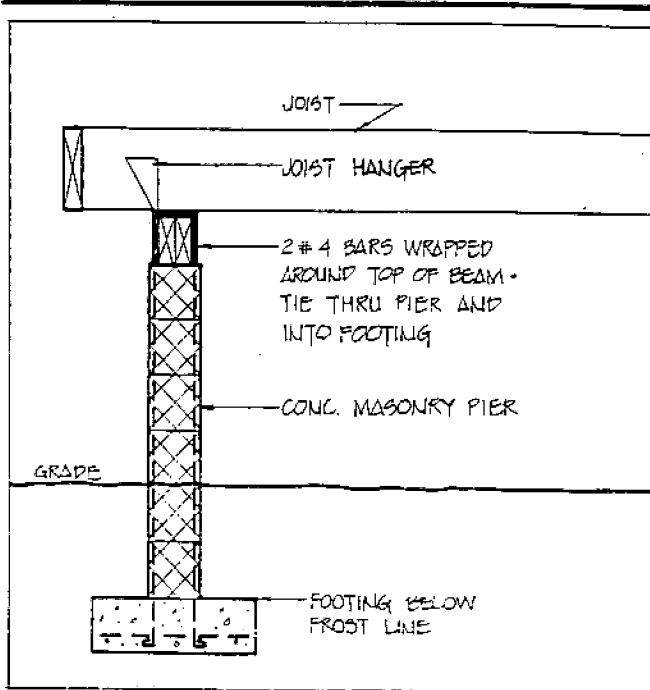 JOIST
JOIST HANGER
2 # 4 BARS WRAPPED
AROUND TOP OF BEAM.
TIE THRU PIER AND
INTO FOOTING
CONC. MASONRY PIER
GRADE
FOOTING BELOW
FROST LINE